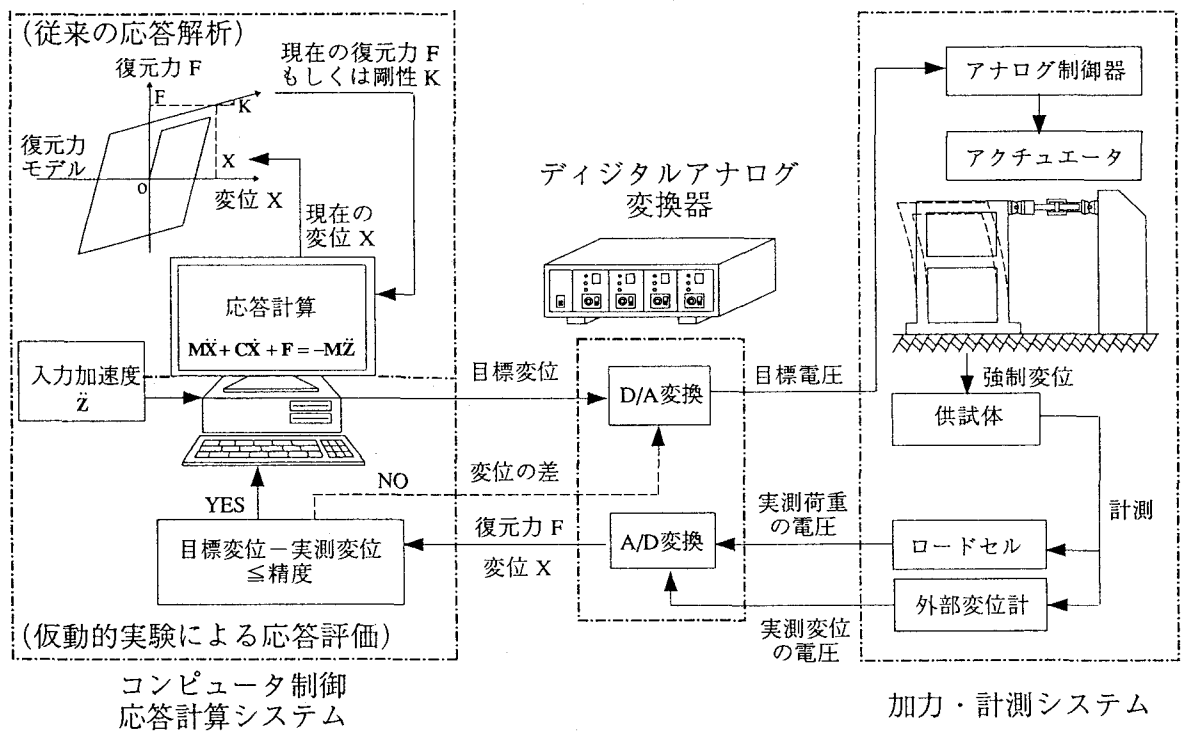 (従来の応答解析)
復元力 F
現在の復元力 F
もしくは剛性 K
F
K
復元力
モデル
X
O
変位 X
現在の
変位 X
応答計算
MẌ + CẊ + F = −MZ̈
入力加速度
Z̈
目標変位
NO
変位の差
YES
目標変位－実測変位
≦精度
復元力 F
変位 X
(仮動的実験による応答評価)
コンピュータ制御
応答計算システム
ディジタルアナログ
変換器
D/A変換
目標電圧
A/D変換
実測荷重
の電圧
実測変位
の電圧
アナログ制御器
アクチュエータ
強制変位
供試体
計測
ロードセル
外部変位計
加力・計測システム